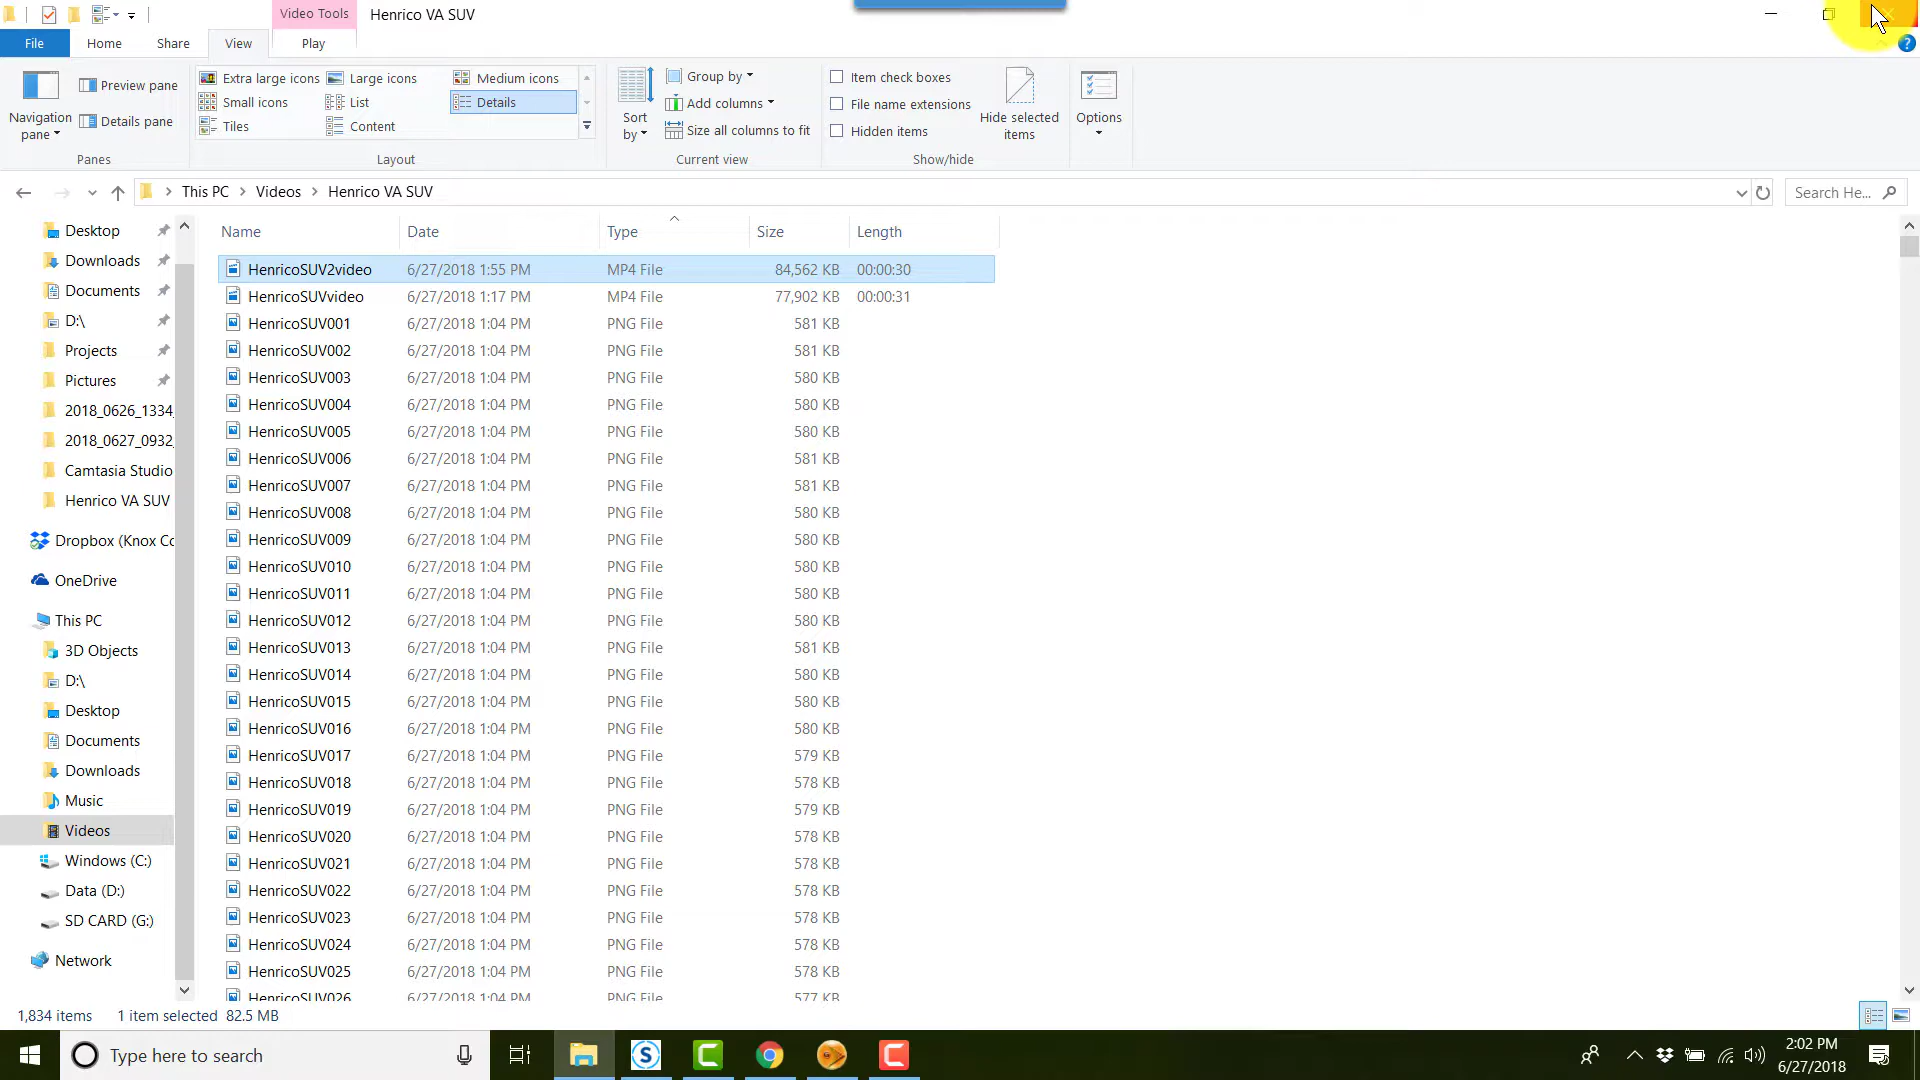 Video Tools
Henrico VA SUV
File
Home
Share
View
Play
Navigation pane
Preview pane
Details pane
Panes
Extra large icons
Large icons
Medium icons
Small icons
List
Details
Tiles
Content
Layout
Sort by
Group by
Add columns
Size all columns to fit
Current view
Item check boxes
File name extensions
Hidden items
Hide selected items
Show/hide
Options
This PC
Videos
Henrico VA SUV
Search He...
Desktop
Downloads
Documents
D:\
Projects
Pictures
2018_0626_1334_
2018_0627_0932_
Camtasia Studio
Henrico VA SUV
Dropbox (Knox Co
OneDrive
This PC
3D Objects
D:\
Desktop
Documents
Downloads
Music
Videos
Windows (C:)
Data (D:)
SD CARD (G:)
Network
Name Date Type Size Length
HenricoSUV2video 6/27/2018 1:55 PM MP4 File 84,562 KB 00:00:30
HenricoSUVvideo 6/27/2018 1:17 PM MP4 File 77,902 KB 00:00:31
HenricoSUV001 6/27/2018 1:04 PM PNG File 581 KB
HenricoSUV002 6/27/2018 1:04 PM PNG File 581 KB
HenricoSUV003 6/27/2018 1:04 PM PNG File 580 KB
HenricoSUV004 6/27/2018 1:04 PM PNG File 580 KB
HenricoSUV005 6/27/2018 1:04 PM PNG File 580 KB
HenricoSUV006 6/27/2018 1:04 PM PNG File 581 KB
HenricoSUV007 6/27/2018 1:04 PM PNG File 581 KB
HenricoSUV008 6/27/2018 1:04 PM PNG File 580 KB
HenricoSUV009 6/27/2018 1:04 PM PNG File 580 KB
HenricoSUV010 6/27/2018 1:04 PM PNG File 580 KB
HenricoSUV011 6/27/2018 1:04 PM PNG File 580 KB
HenricoSUV012 6/27/2018 1:04 PM PNG File 580 KB
HenricoSUV013 6/27/2018 1:04 PM PNG File 581 KB
HenricoSUV014 6/27/2018 1:04 PM PNG File 580 KB
HenricoSUV015 6/27/2018 1:04 PM PNG File 580 KB
HenricoSUV016 6/27/2018 1:04 PM PNG File 580 KB
HenricoSUV017 6/27/2018 1:04 PM PNG File 579 KB
HenricoSUV018 6/27/2018 1:04 PM PNG File 578 KB
HenricoSUV019 6/27/2018 1:04 PM PNG File 579 KB
HenricoSUV020 6/27/2018 1:04 PM PNG File 578 KB
HenricoSUV021 6/27/2018 1:04 PM PNG File 578 KB
HenricoSUV022 6/27/2018 1:04 PM PNG File 578 KB
HenricoSUV023 6/27/2018 1:04 PM PNG File 578 KB
HenricoSUV024 6/27/2018 1:04 PM PNG File 578 KB
HenricoSUV025 6/27/2018 1:04 PM PNG File 578 KB
HenricoSUV026 6/27/2018 1:04 PM PNG File 577 KB
1,834 items 1 item selected 82.5 MB
Type here to search
2:02 PM
6/27/2018